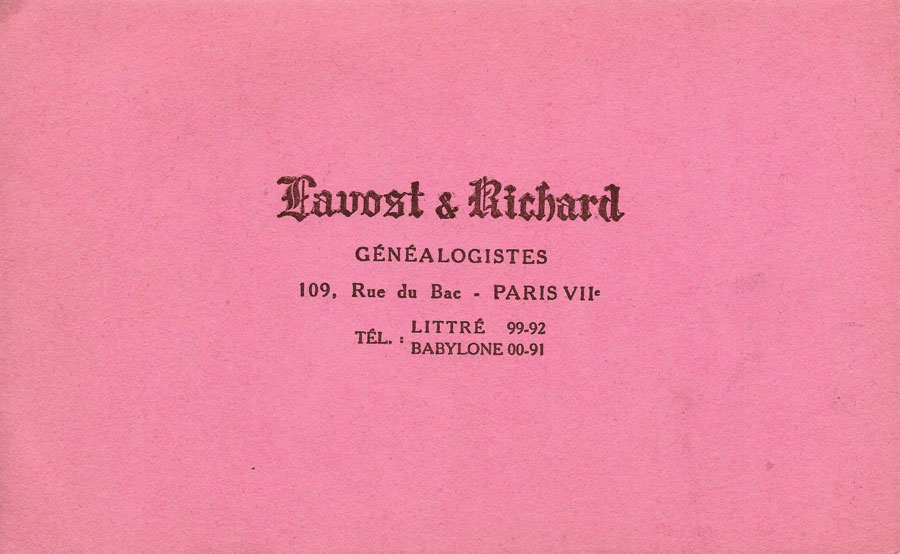 Lavost & Richard
GÉNÉALOGISTES
109, Rue du Bac - PARIS VIIe
TÉL. : LITTRÉ 99-92
BABYLONE 00-91